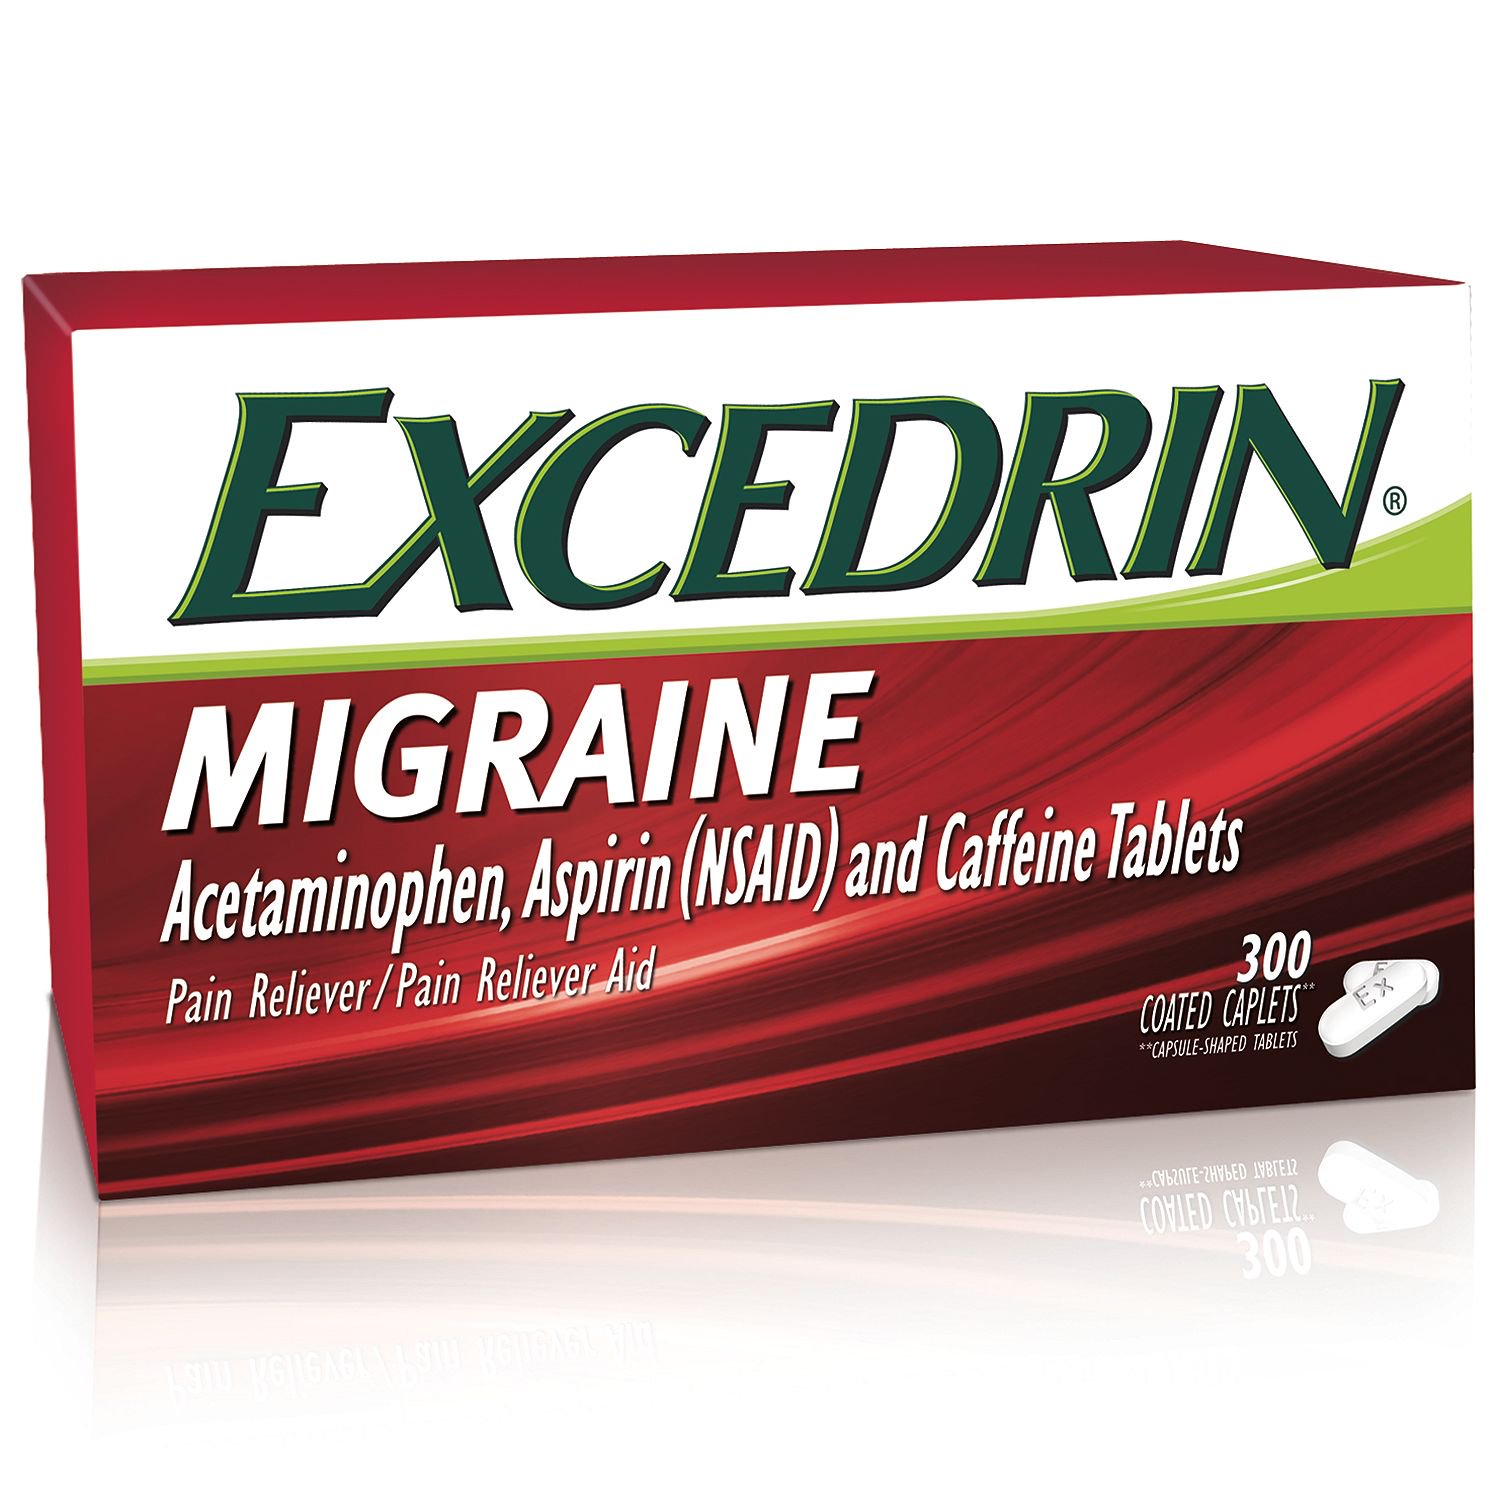 EXCEDRIN®
MIGRAINE
Acetaminophen, Aspirin (NSAID) and Caffeine Tablets
Pain Reliever/Pain Reliever Aid
300
COATED CAPLETS**
**CAPSULE-SHAPED TABLETS
E
EX